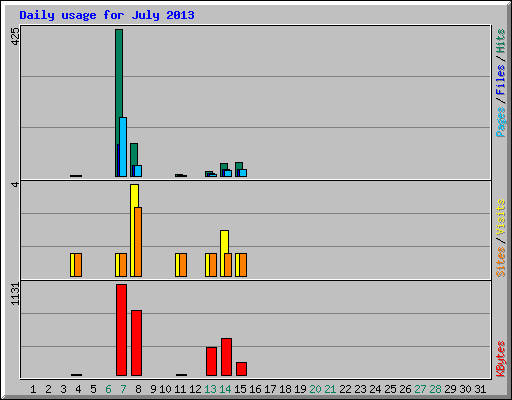 Daily usage for July 2013
425
Pages / Files / Hits
4
Sites / Visits
1131
KBytes
1 2 3 4 5 6 7 8 9 10 11 12 13 14 15 16 17 18 19 20 21 22 23 24 25 26 27 28 29 30 31